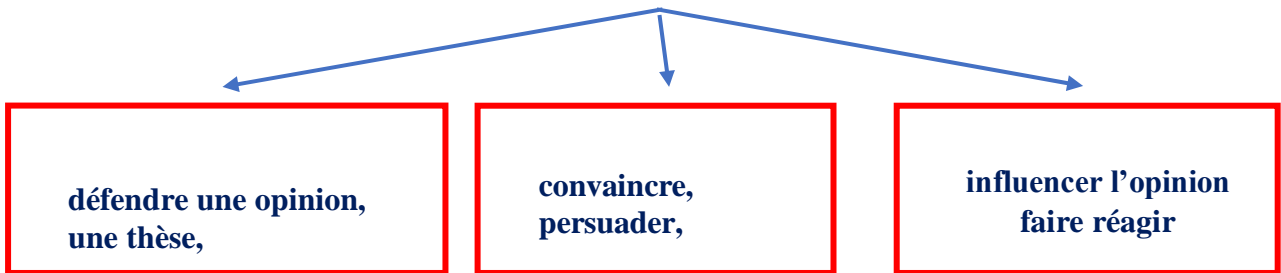 défendre une opinion,
une thèse,
convaincre,
persuader,
influencer l’opinion
faire réagir